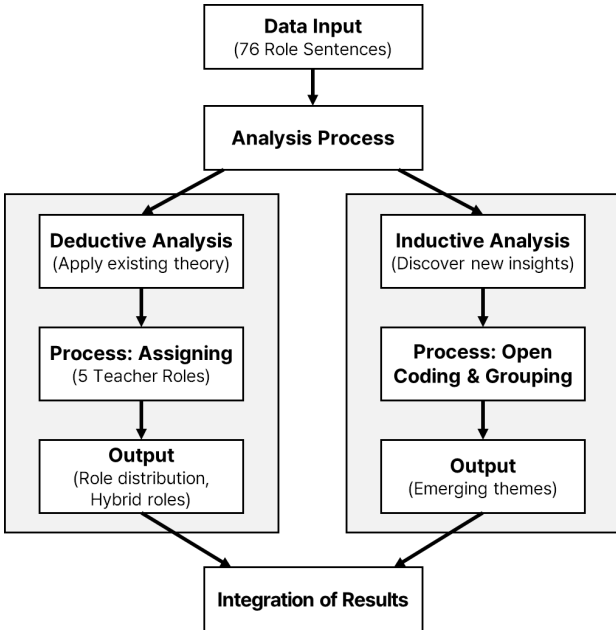 Data Input
(76 Role Sentences)
Analysis Process
Deductive Analysis
(Apply existing theory)
Process: Assigning
(5 Teacher Roles)
Output
(Role distribution,
Hybrid roles)
Inductive Analysis
(Discover new insights)
Process: Open
Coding & Grouping
Output
(Emerging themes)
Integration of Results